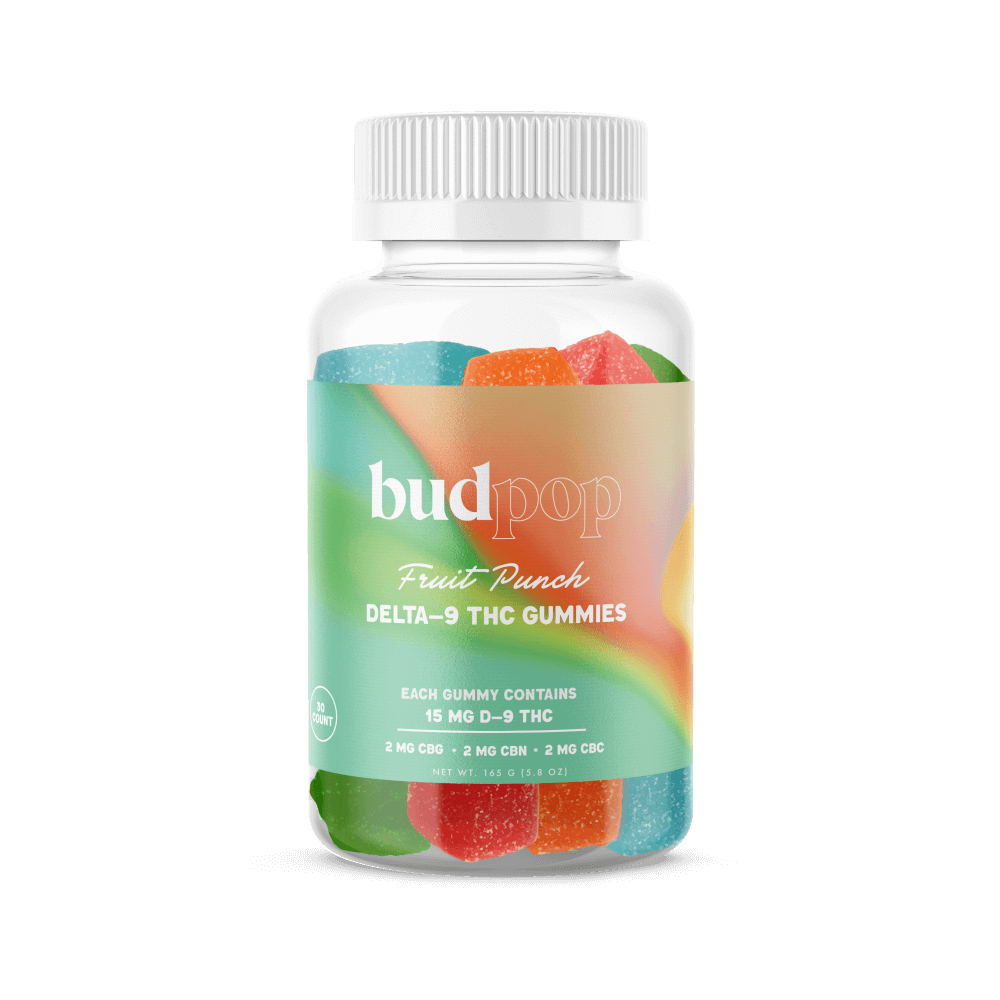 budpop
Fruit Punch
DELTA–9 THC GUMMIES
EACH GUMMY CONTAINS
15 MG D–9 THC
2 MG CBG • 2 MG CBN • 2 MG CBC
NET WT. 165 G (5.8 OZ)
30
COUNT